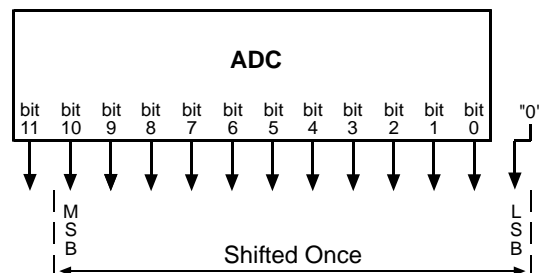 ADC
bit bit bit bit bit bit bit bit bit bit bit bit "0"
11 10 9 8 7 6 5 4 3 2 1 0
MSB LSB
Shifted Once